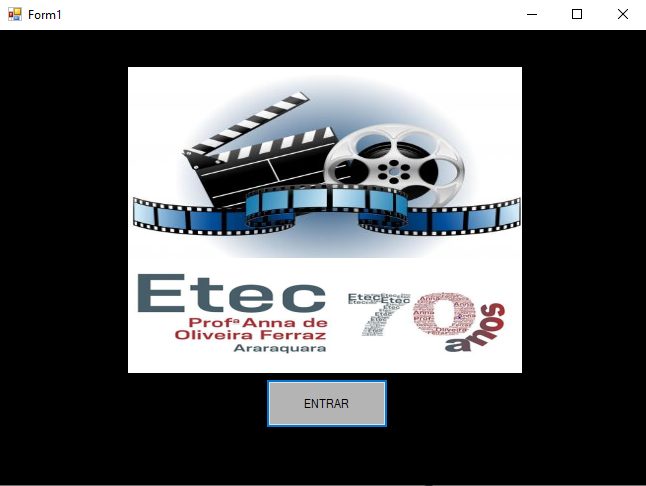 Form1
Etec
Profª Anna de
Oliveira Ferraz
Araraquara
70
anos
ENTRAR